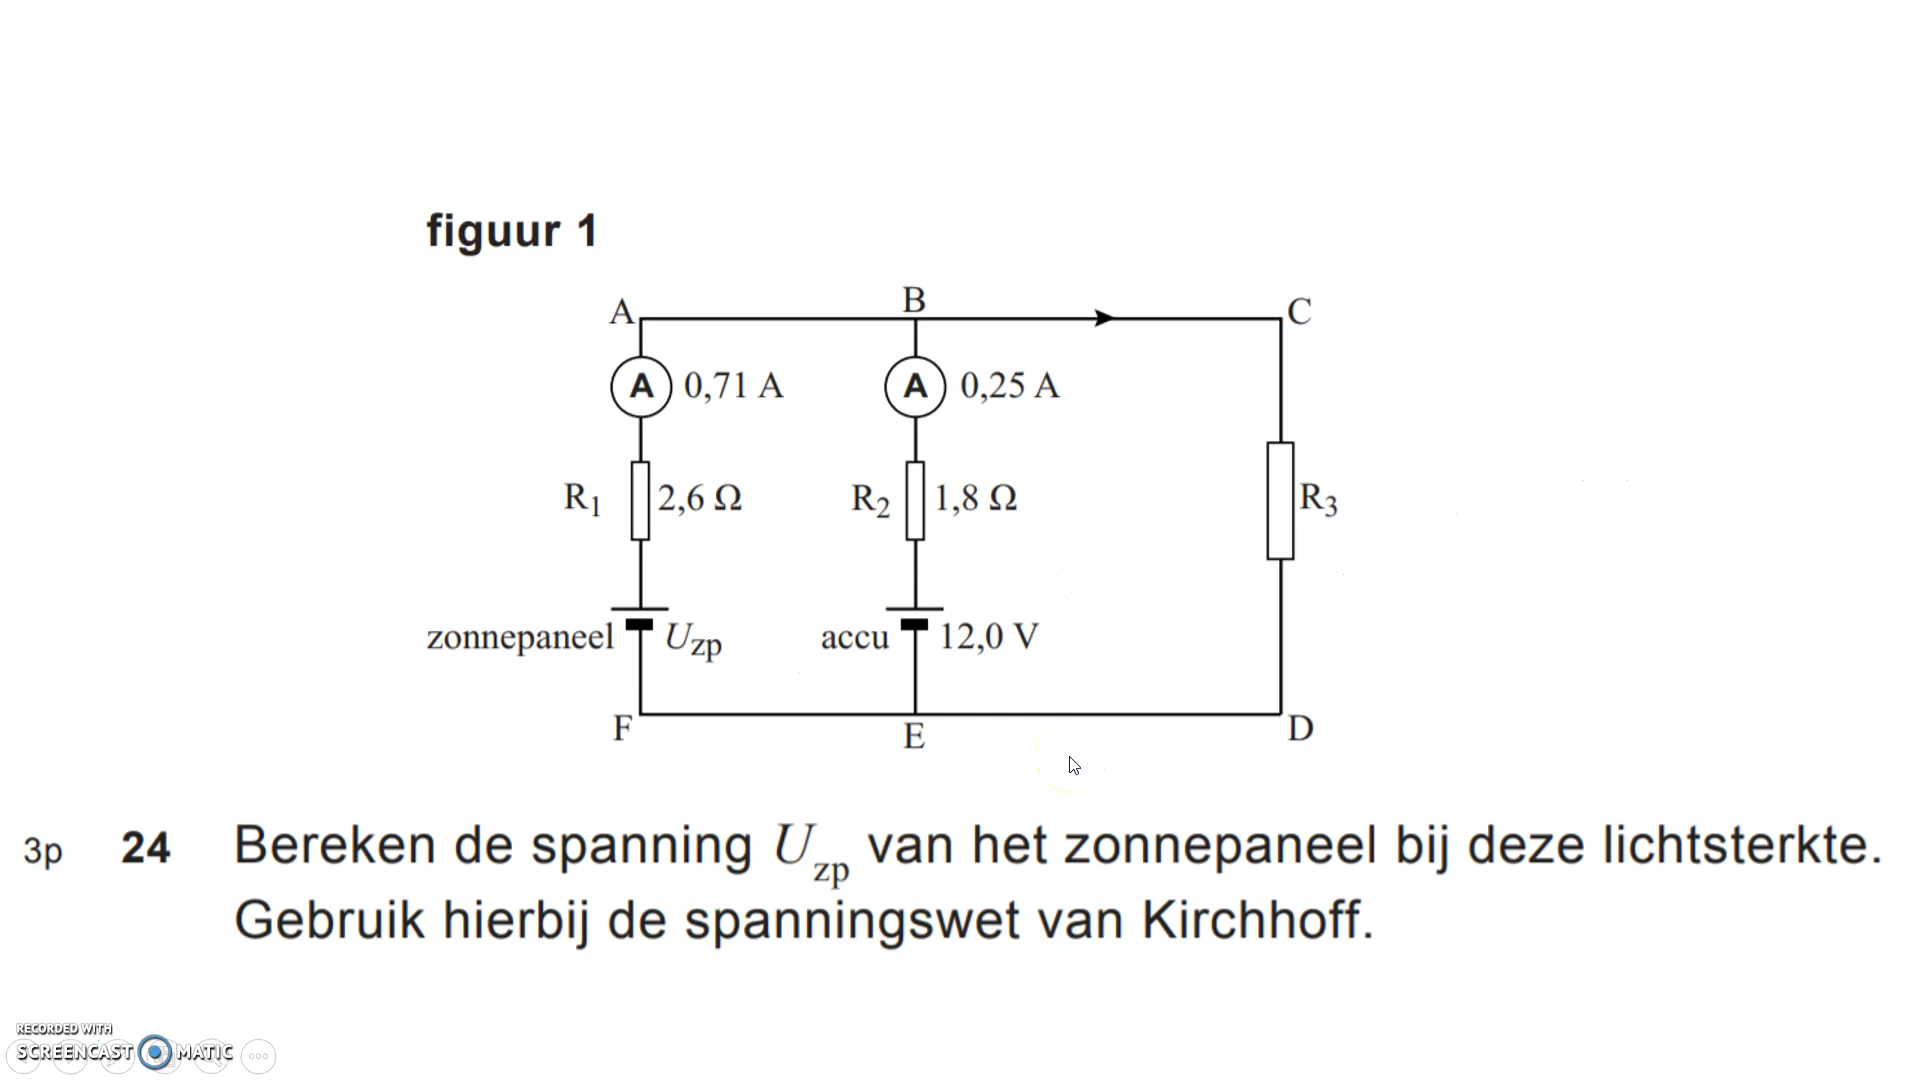 figuur 1
A
B
C
A 0,71 A
A 0,25 A
R1 2,6 Ω
R2 1,8 Ω
R3
zonnepaneel Uzp
accu 12,0 V
F
E
D
3p 24 Bereken de spanning Uzp van het zonnepaneel bij deze lichtsterkte.
Gebruik hierbij de spanningswet van Kirchhoff.
RECORDED WITH
SCREENCAST MATIC